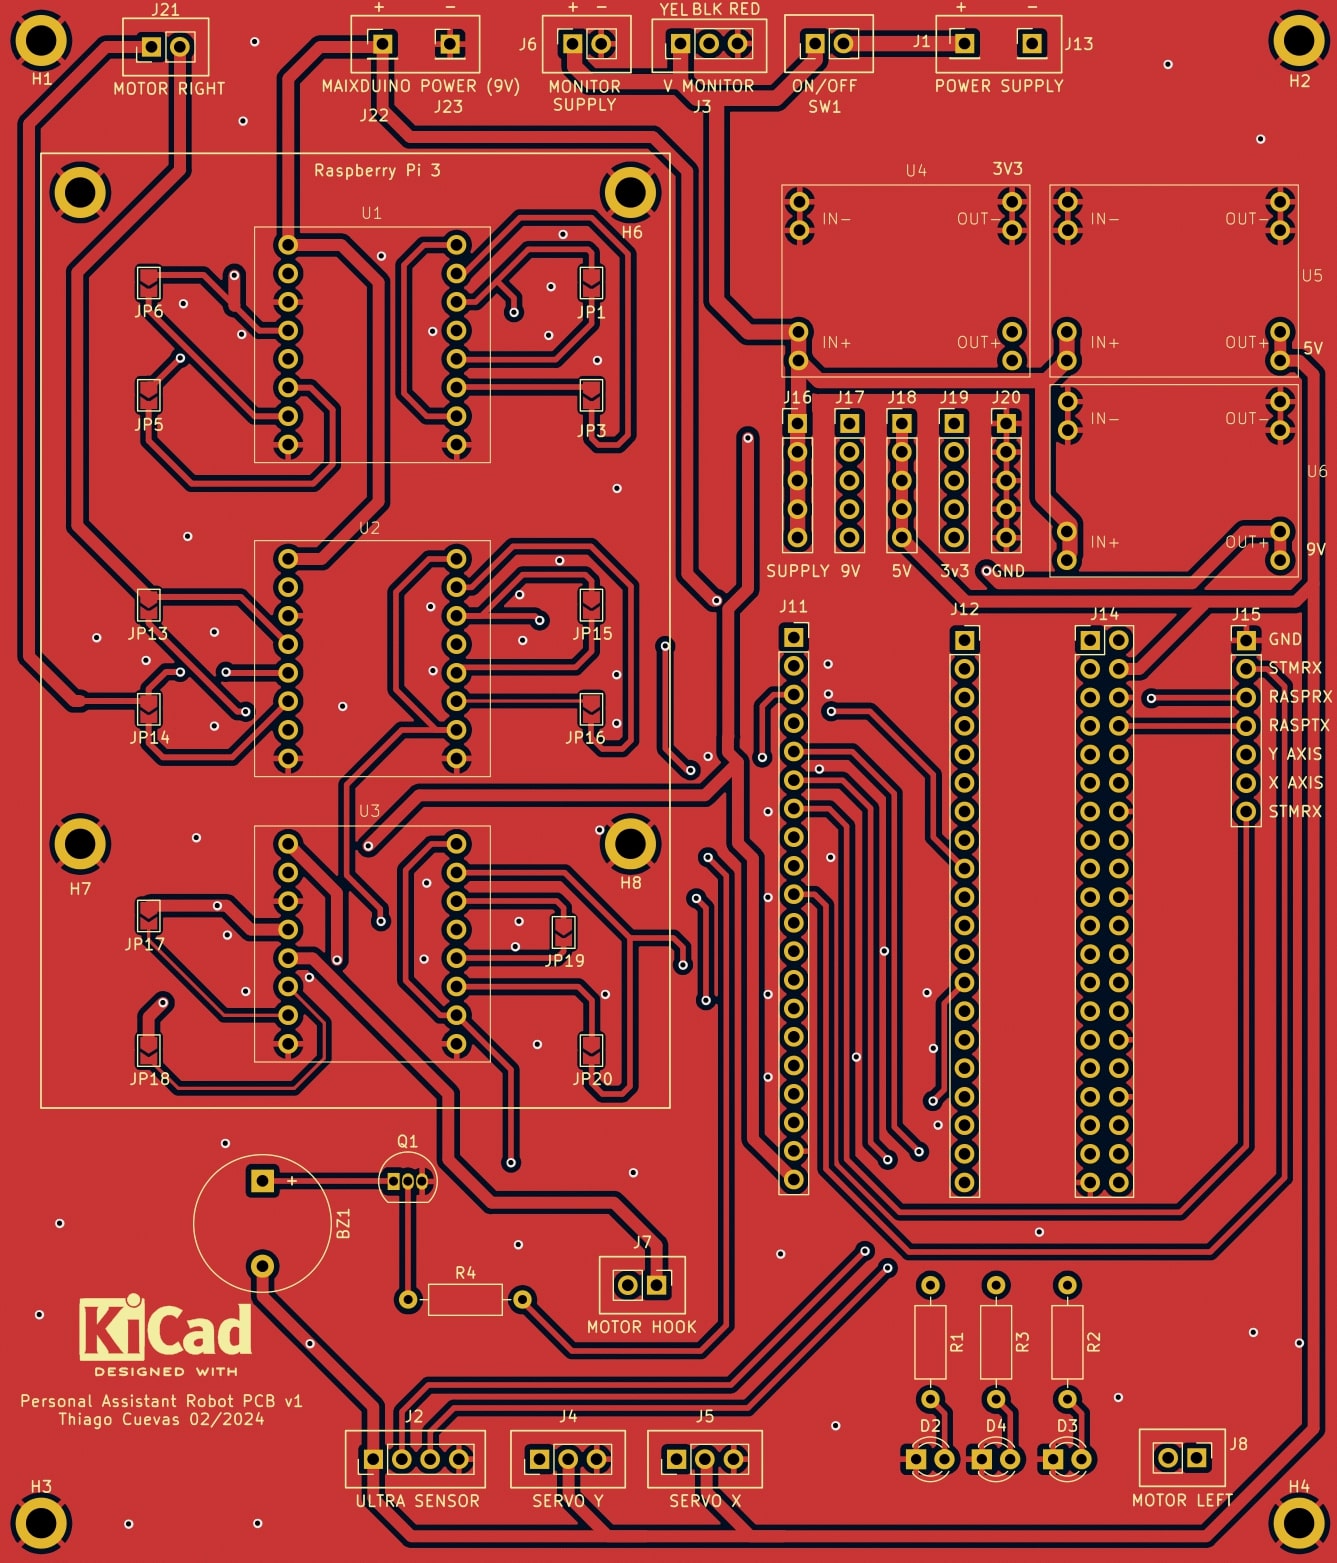 J21
+ -
+ -
YEL BLK RED
+ -
H1
J6
J1
J13
H2
MOTOR RIGHT
MAIXDUINO POWER (9V)
MONITOR
SUPPLY
V MONITOR
ON/OFF
POWER SUPPLY
J22
J23
J3
SW1
Raspberry Pi 3
U4
3V3
U1
H6
IN-
OUT-
IN-
OUT-
U5
JP6
JP1
IN+
OUT+
IN+
OUT+
5V
JP5
JP3
J16
J17
J18
J19
J20
IN-
OUT-
U6
U2
IN+
OUT+
9V
SUPPLY
9V
5V
3v3
GND
J11
J12
J14
J15
JP13
JP15
GND
STMRX
RASPRX
RASPTX
Y AXIS
X AXIS
STMRX
JP14
JP16
U3
H7
H8
JP17
JP19
JP18
JP20
Q1
+
BZ1
J7
R4
MOTOR HOOK
R1
R3
R2
KiCad
DESIGNED WITH
Personal Assistant Robot PCB v1
Thiago Cuevas 02/2024
J2
J4
J5
D2
D4
D3
J8
H3
ULTRA SENSOR
SERVO Y
SERVO X
MOTOR LEFT
H4